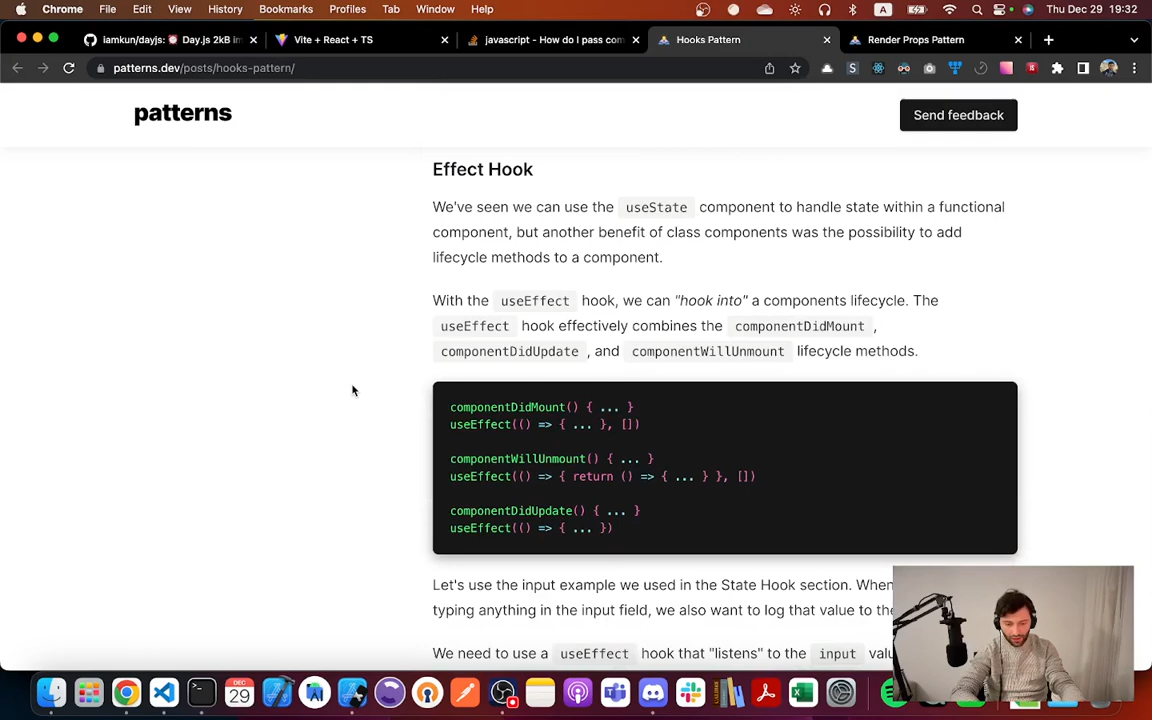 Chrome File Edit View History Bookmarks Profiles Tab Window Help
A
Thu Dec 29 19:32
iamkun/dayjs: ⏰ Day.js 2kB im
Vite + React + TS
javascript - How do I pass com
Hooks Pattern
Render Props Pattern
patterns.dev/posts/hooks-pattern/
patterns
Send feedback
Effect Hook
We've seen we can use the useState component to handle state within a functional
component, but another benefit of class components was the possibility to add
lifecycle methods to a component.
With the useEffect hook, we can "hook into" a components lifecycle. The
useEffect hook effectively combines the componentDidMount ,
componentDidUpdate , and componentWillUnmount lifecycle methods.
componentDidMount() { ... }
useEffect(() => { ... }, [])
componentWillUnmount() { ... }
useEffect(() => { return () => { ... } }, [])
componentDidUpdate() { ... }
useEffect(() => { ... })
Let's use the input example we used in the State Hook section. When
typing anything in the input field, we also want to log that value to the
We need to use a useEffect hook that "listens" to the input valu
DEC
29